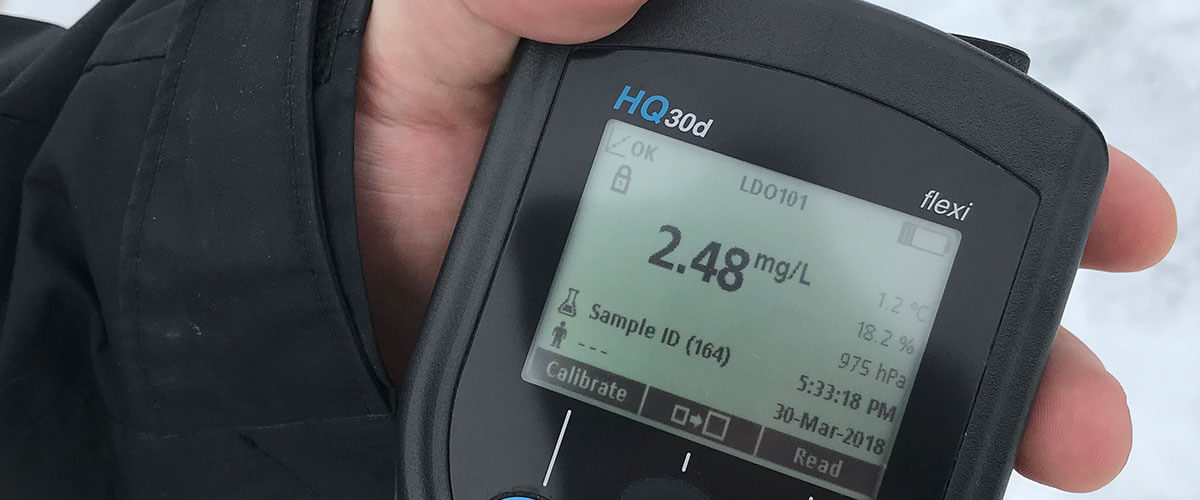 HQ30d
flexi
OK
LDO101
2.48 mg/L
1.2 °C
18.2 %
975 hPa
Sample ID (164)
---
5:33:18 PM
30-Mar-2018
Calibrate
Read